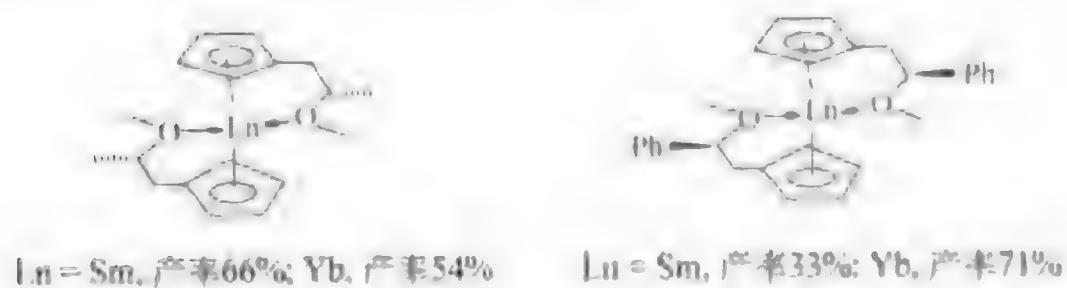 Ph
O
Ln
O
O
Ln
O
Ph
Ln = Sm, 产率66%; Yb, 产率54%
Ln = Sm, 产率33%; Yb, 产率71%